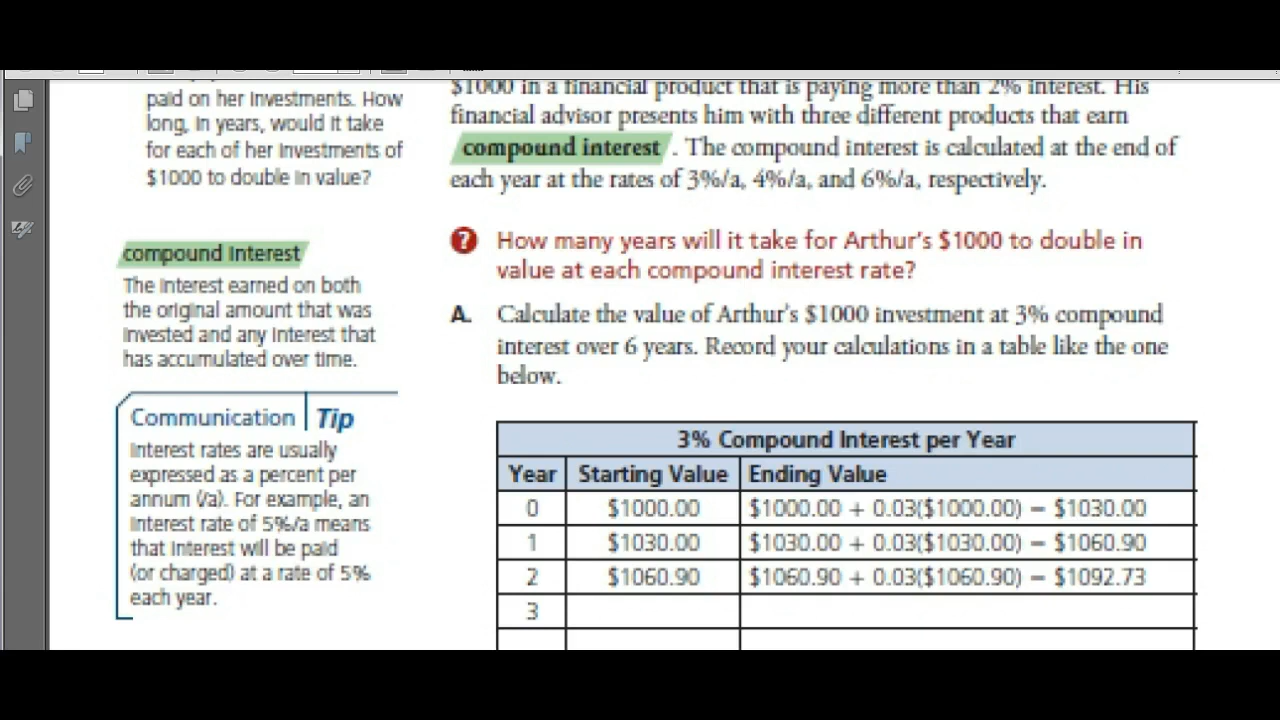 paid on her investments. How
long, in years, would it take
for each of her investments of
$1000 to double in value?
compound interest
The interest earned on both
the original amount that was
invested and any interest that
has accumulated over time.
Communication Tip
Interest rates are usually
expressed as a percent per
annum (/a). For example, an
interest rate of 5%/a means
that interest will be paid
(or charged) at a rate of 5%
each year.
$1000 in a financial product that is paying more than 2% interest. His
financial advisor presents him with three different products that earn
compound interest. The compound interest is calculated at the end of
each year at the rates of 3%/a, 4%/a, and 6%/a, respectively.
? How many years will it take for Arthur's $1000 to double in
value at each compound interest rate?
A. Calculate the value of Arthur's $1000 investment at 3% compound
interest over 6 years. Record your calculations in a table like the one
below.
3% Compound Interest per Year
Year Starting Value Ending Value
0 $1000.00 $1000.00 + 0.03($1000.00) = $1030.00
1 $1030.00 $1030.00 + 0.03($1030.00) = $1060.90
2 $1060.90 $1060.90 + 0.03($1060.90) = $1092.73
3